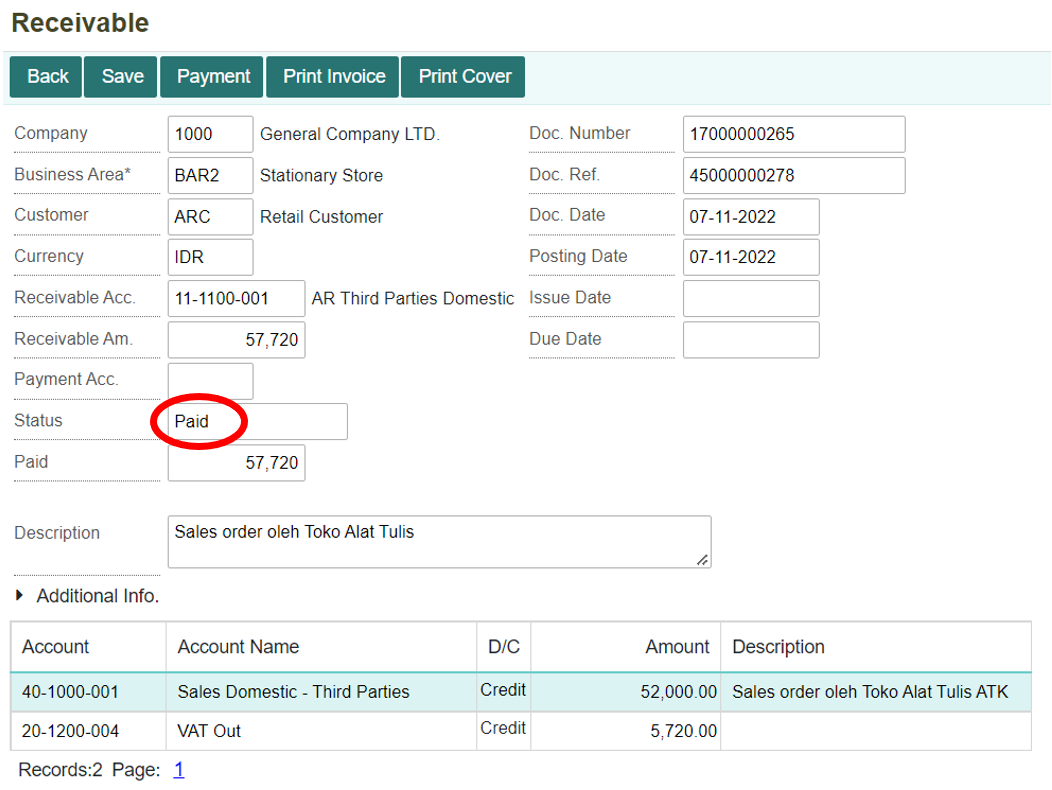 Receivable
Back Save Payment Print Invoice Print Cover
Company 1000 General Company LTD. Doc. Number 17000000265
Business Area* BAR2 Stationary Store Doc. Ref. 45000000278
Customer ARC Retail Customer Doc. Date 07-11-2022
Currency IDR Posting Date 07-11-2022
Receivable Acc. 11-1100-001 AR Third Parties Domestic Issue Date
Receivable Am. 57,720 Due Date
Payment Acc.
Status Paid
Paid 57,720
Description Sales order oleh Toko Alat Tulis
Additional Info.
Account Account Name D/C Amount Description
40-1000-001 Sales Domestic - Third Parties Credit 52,000.00 Sales order oleh Toko Alat Tulis ATK
20-1200-004 VAT Out Credit 5,720.00
Records:2 Page: 1